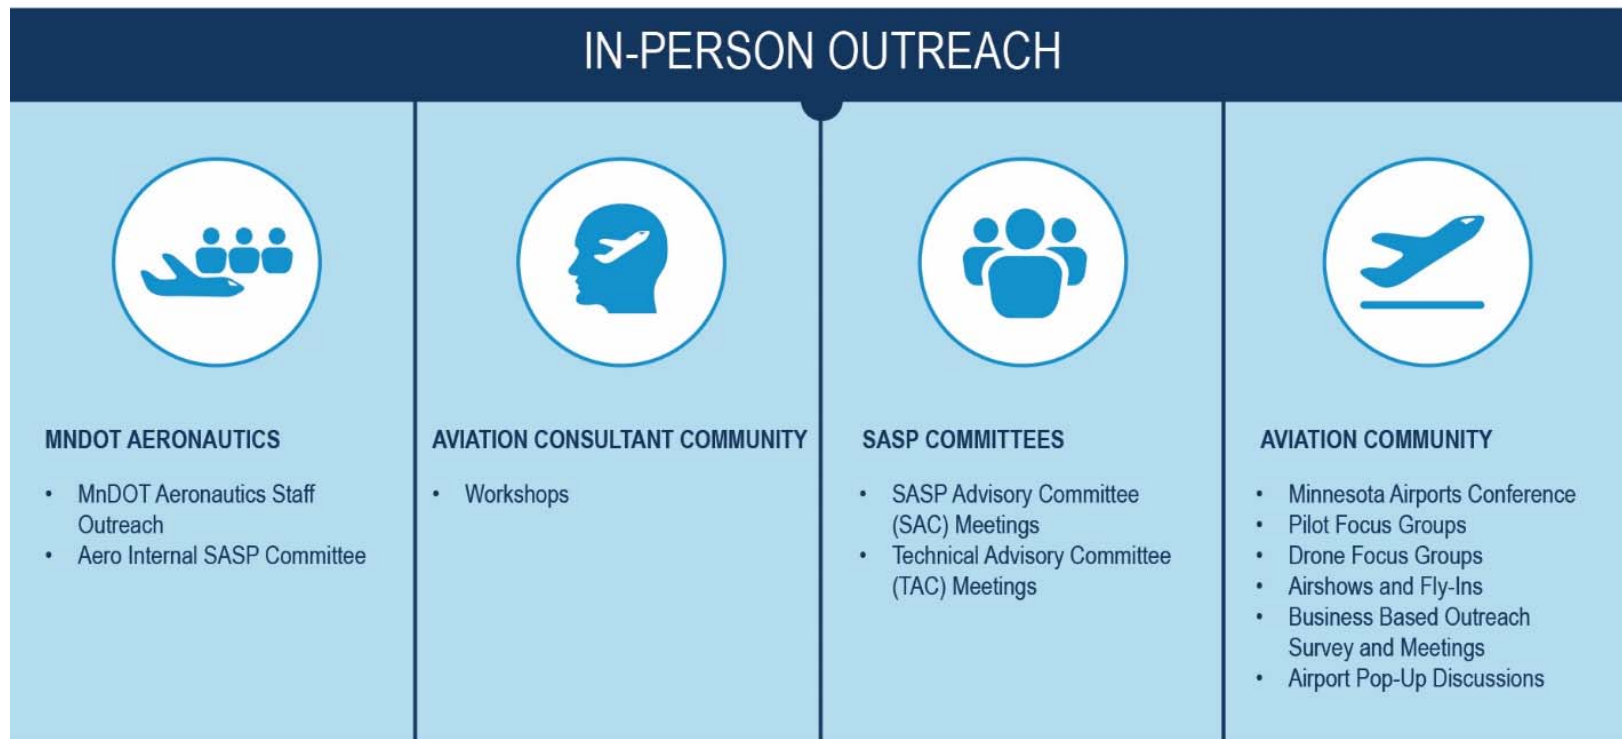 IN-PERSON OUTREACH
MNDOT AERONAUTICS
• MnDOT Aeronautics Staff
Outreach
• Aero Internal SASP Committee
AVIATION CONSULTANT COMMUNITY
• Workshops
SASP COMMITTEES
• SASP Advisory Committee
(SAC) Meetings
• Technical Advisory Committee
(TAC) Meetings
AVIATION COMMUNITY
• Minnesota Airports Conference
• Pilot Focus Groups
• Drone Focus Groups
• Airshows and Fly-Ins
• Business Based Outreach
Survey and Meetings
• Airport Pop-Up Discussions